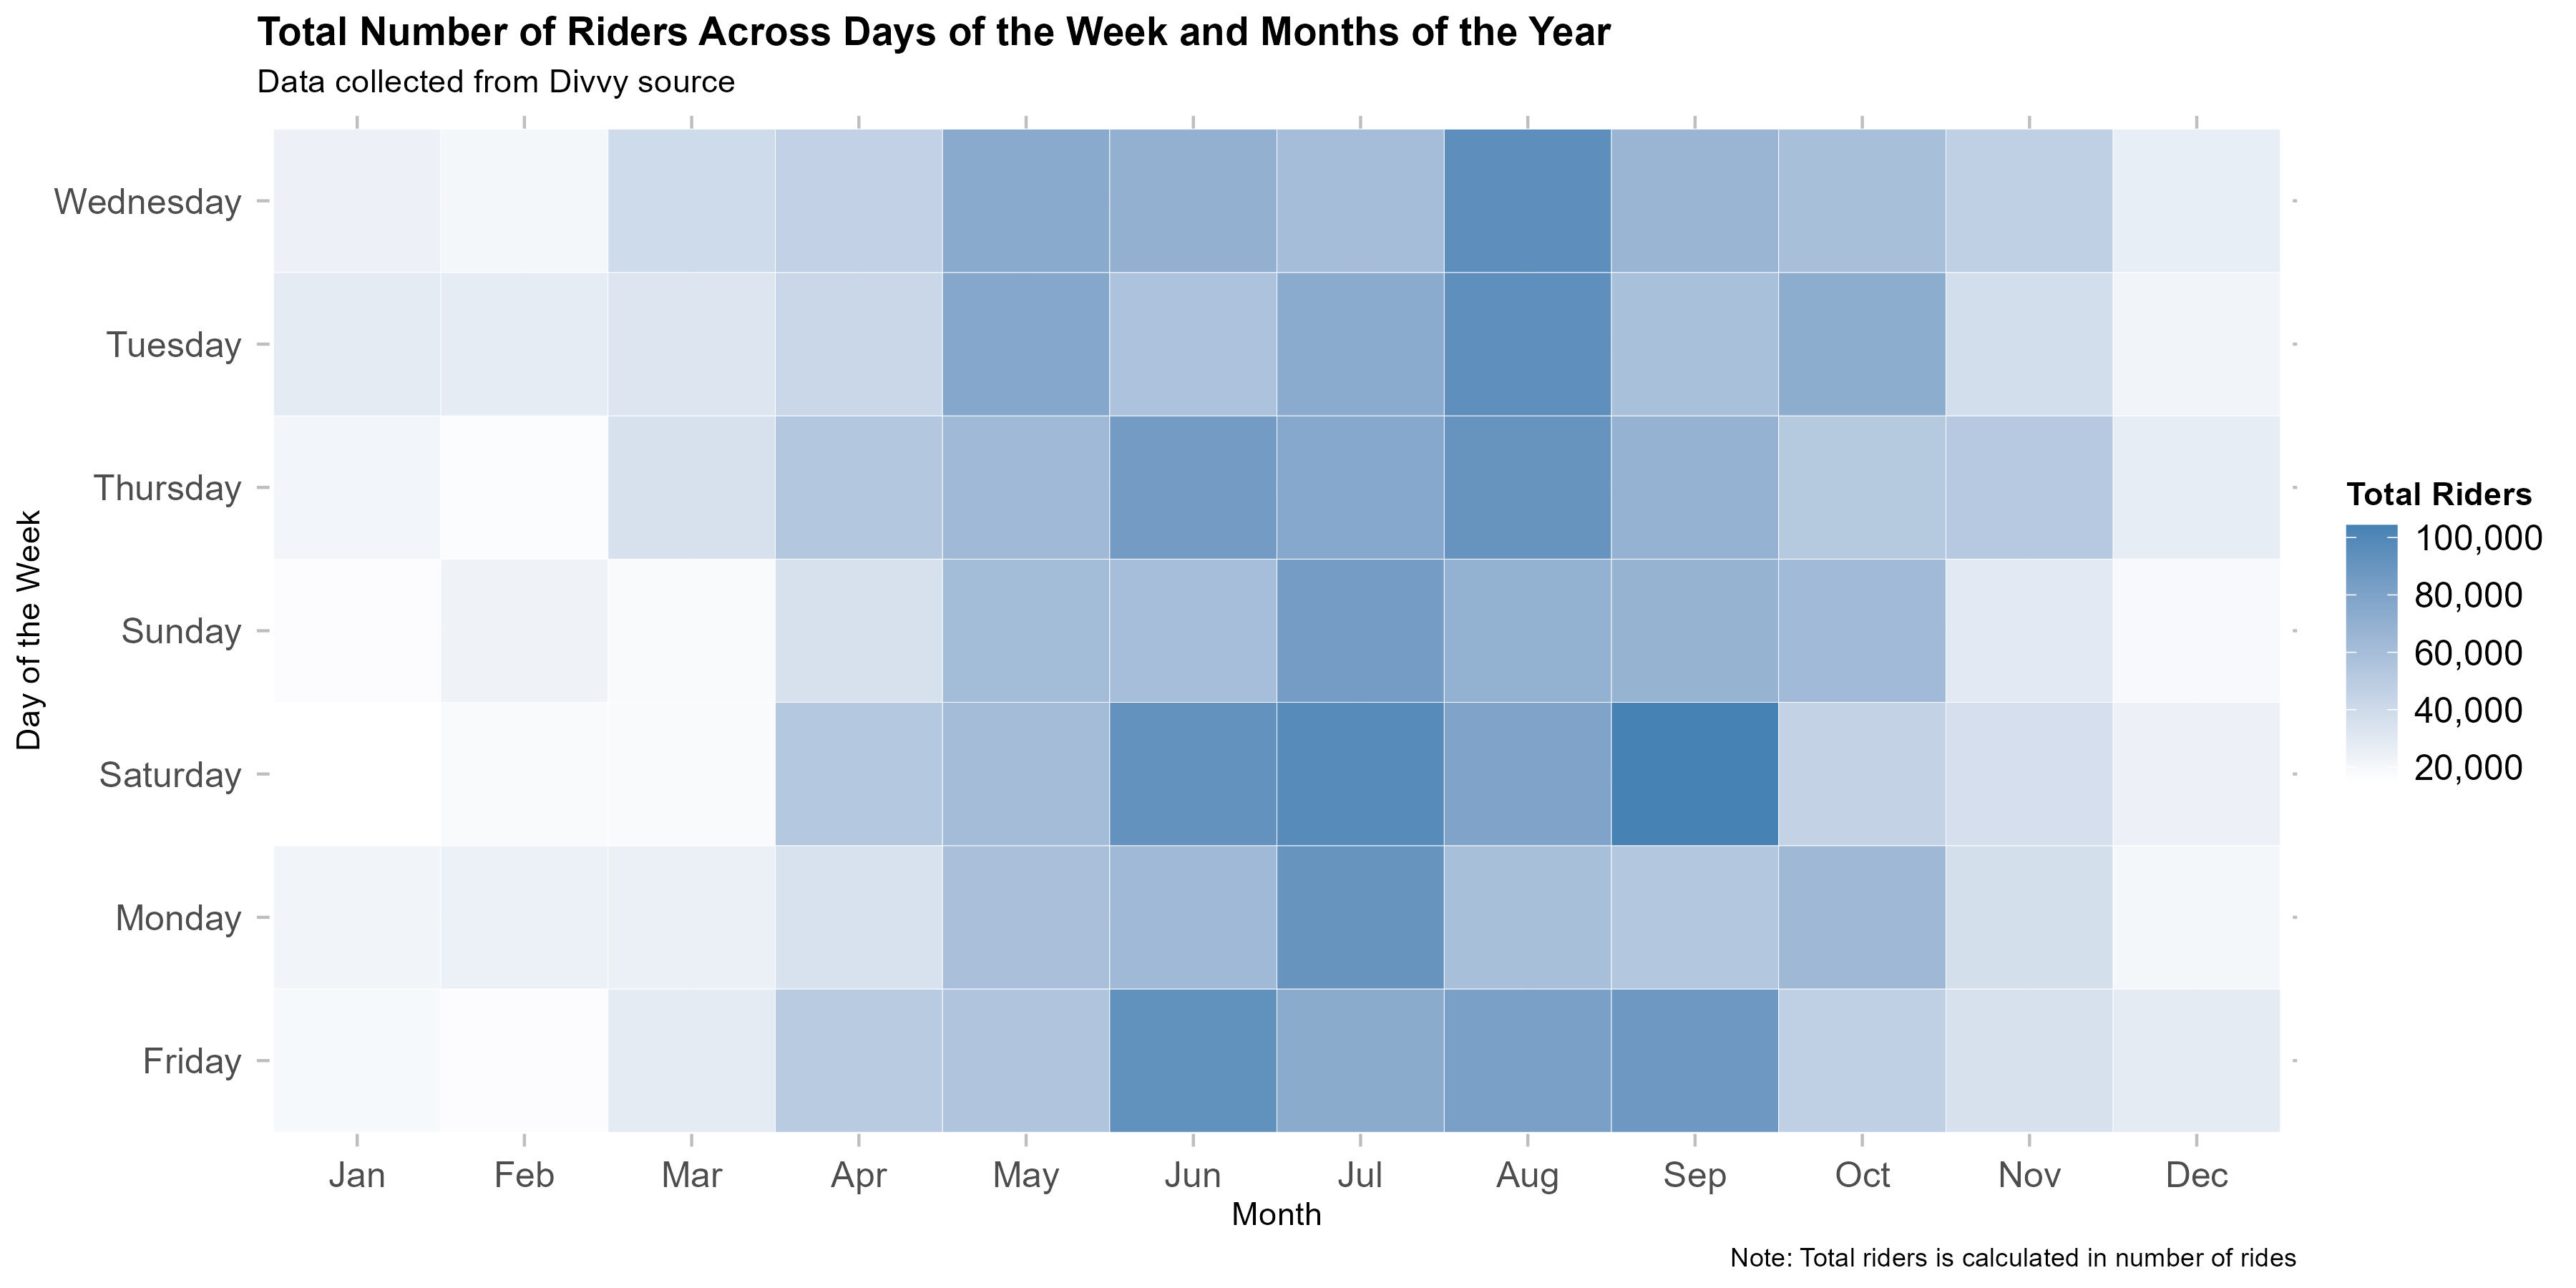 Total Number of Riders Across Days of the Week and Months of the Year
Data collected from Divvy source
Day of the Week
Wednesday
Tuesday
Thursday
Sunday
Saturday
Monday
Friday
Jan Feb Mar Apr May Jun Jul Aug Sep Oct Nov Dec
Month
Total Riders
100,000
80,000
60,000
40,000
20,000
Note: Total riders is calculated in number of rides